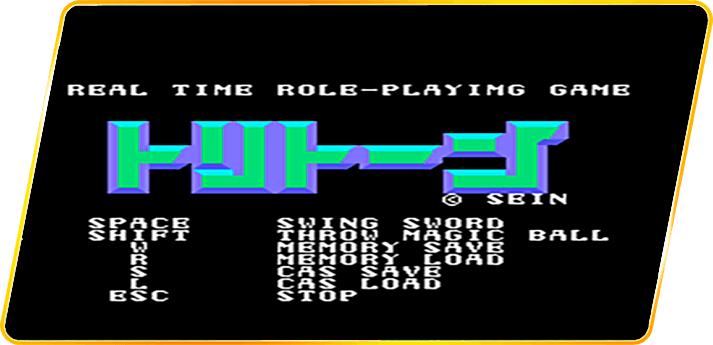 REAL TIME ROLE-PLAYING GAME
トリトーン
© SEIN
SPACE SWING SWORD
SHIFT THROW MAGIC BALL
W MEMORY SAVE
R MEMORY LOAD
S CAS SAVE
L CAS LOAD
ESC STOP